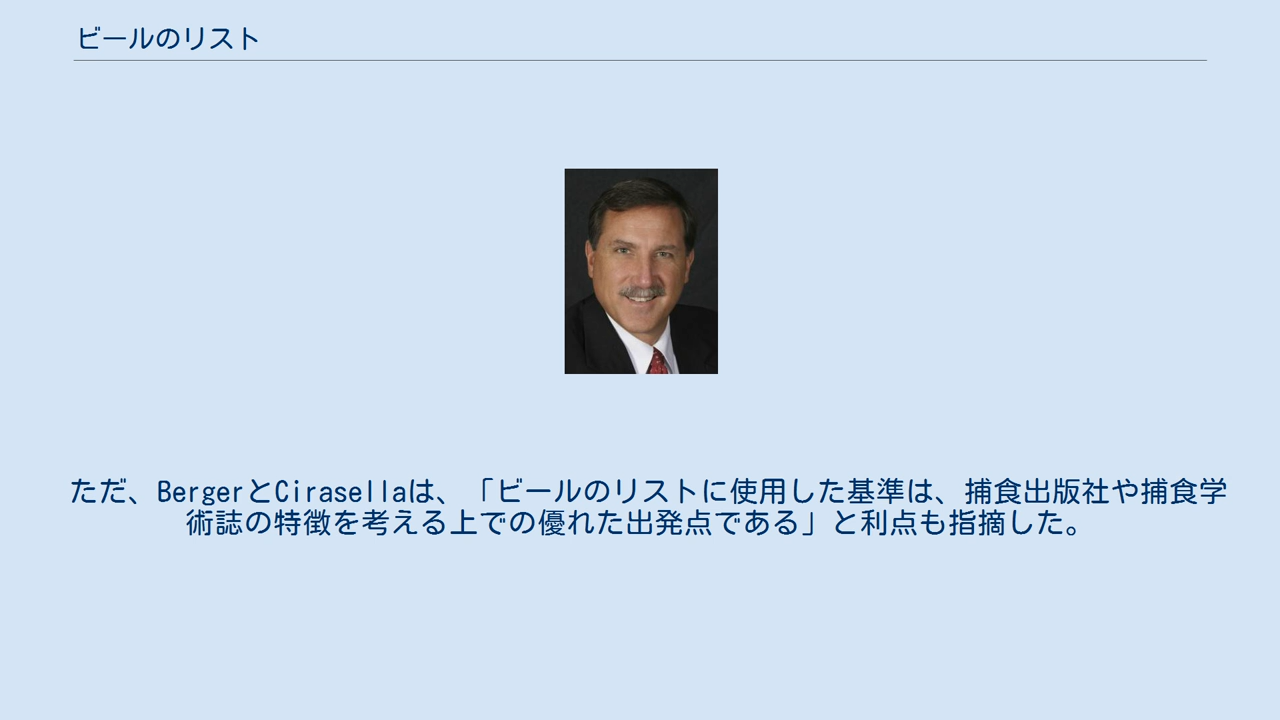 ビールのリスト
ただ、BergerとCirasellaは、「ビールのリストに使用した基準は、捕食出版社や捕食学
術誌の特徴を考える上での優れた出発点である」と利点も指摘した。